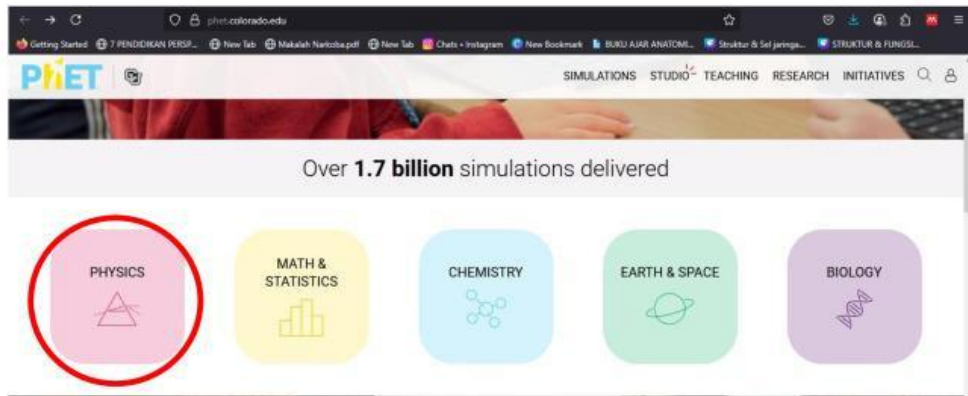 phet.colorado.edu
Getting Started 7 PENDIDIKAN PERSP... New Tab Makalah Narkoba.pdf New Tab Chats • Instagram New Bookmark BUKU AJAR ANATOMI... Struktur & Sel jaringa... STRUKTUR & FUNGSI...
PhET SIMULATIONS STUDIO TEACHING RESEARCH INITIATIVES
Over 1.7 billion simulations delivered
PHYSICS
MATH &
STATISTICS
CHEMISTRY
EARTH & SPACE
BIOLOGY